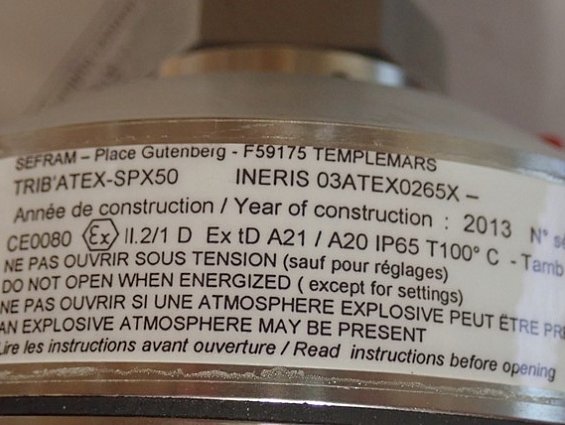 SEFRAM – Place Gutenberg - F59175 TEMPLEMARS
TRIB'ATEX-SPX50 INERIS 03ATEX0265X –
Année de construction / Year of construction : 2013 N° sé
CE0080 Ex II.2/1 D Ex tD A21 / A20 IP65 T100° C - Tamb
NE PAS OUVRIR SOUS TENSION (sauf pour réglages)
DO NOT OPEN WHEN ENERGIZED ( except for settings)
NE PAS OUVRIR SI UNE ATMOSPHERE EXPLOSIVE PEUT ÊTRE PRE
AN EXPLOSIVE ATMOSPHERE MAY BE PRESENT
Lire les instructions avant ouverture / Read instructions before opening